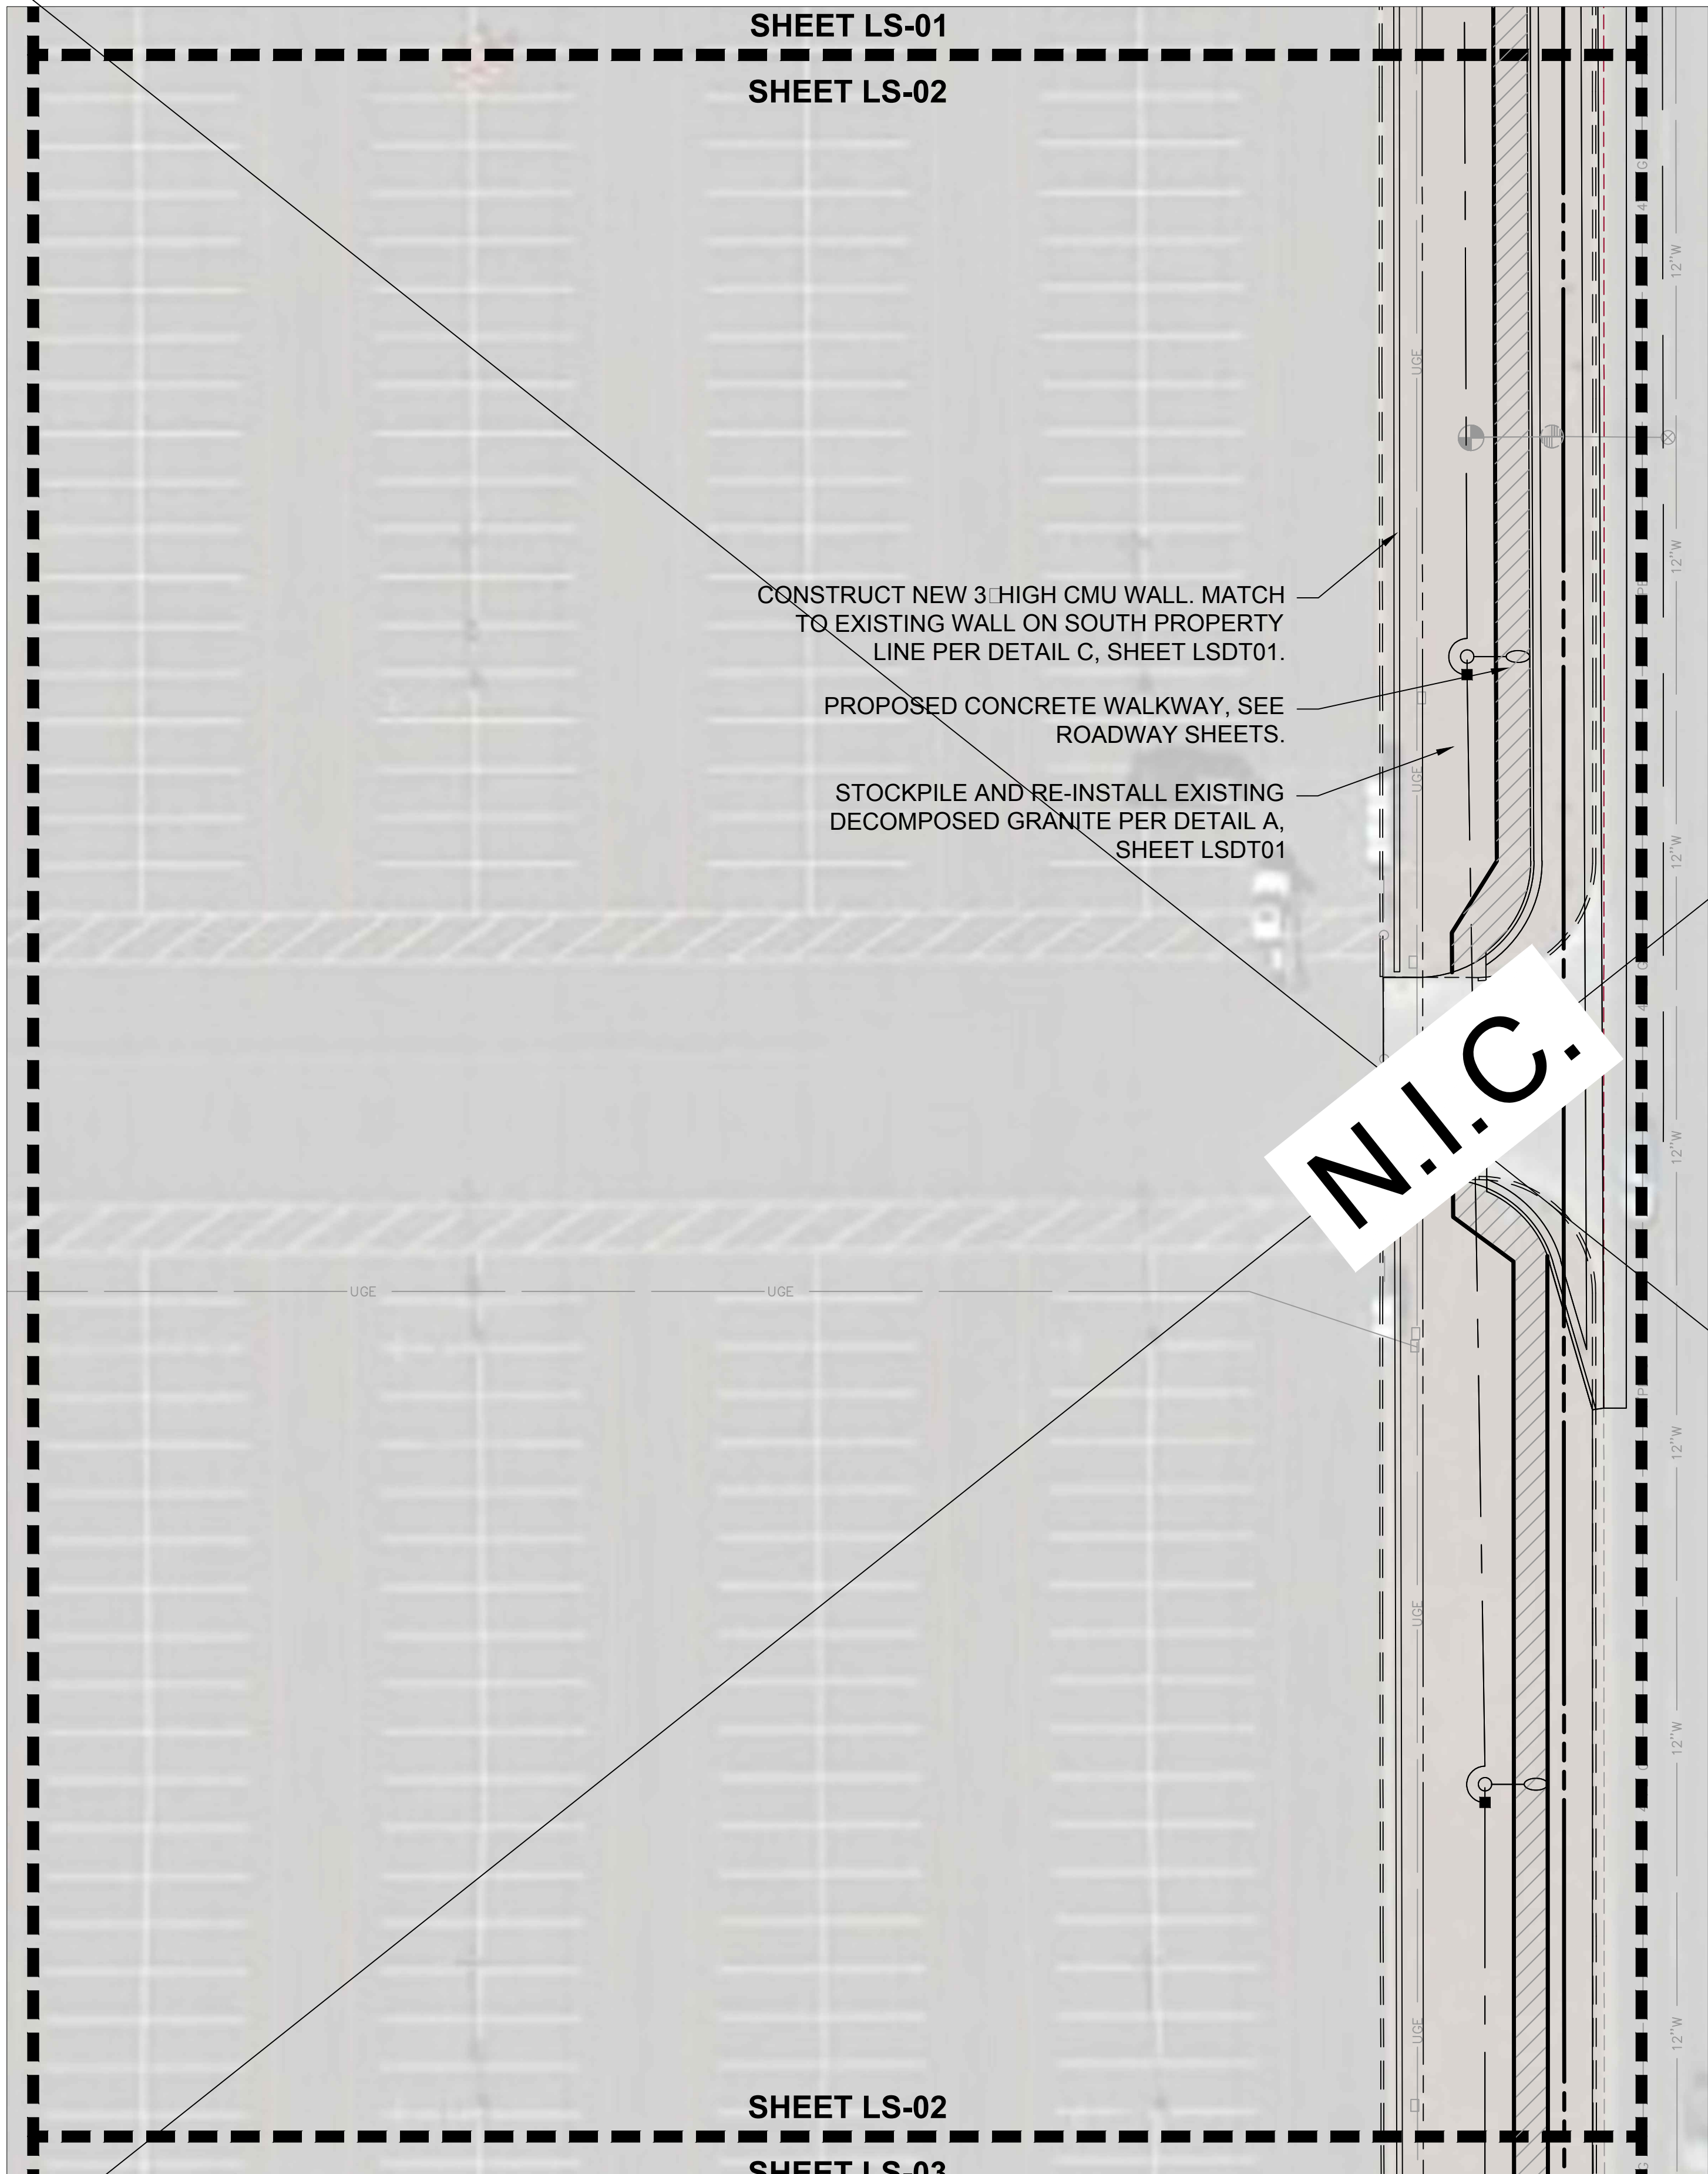 SHEET LS-01
SHEET LS-02
12"W
UGE
12"W
CONSTRUCT NEW 3□HIGH CMU WALL. MATCH
TO EXISTING WALL ON SOUTH PROPERTY
LINE PER DETAIL C, SHEET LSDT01.
PROPOSED CONCRETE WALKWAY, SEE
ROADWAY SHEETS.
UGE
STOCKPILE AND RE-INSTALL EXISTING
DECOMPOSED GRANITE PER DETAIL A,
SHEET LSDT01
12"W
N.I.C.
12"W
UGE
UGE
12"W
UGE
12"W
UGE
12"W
SHEET LS-02
SHEET LS-03